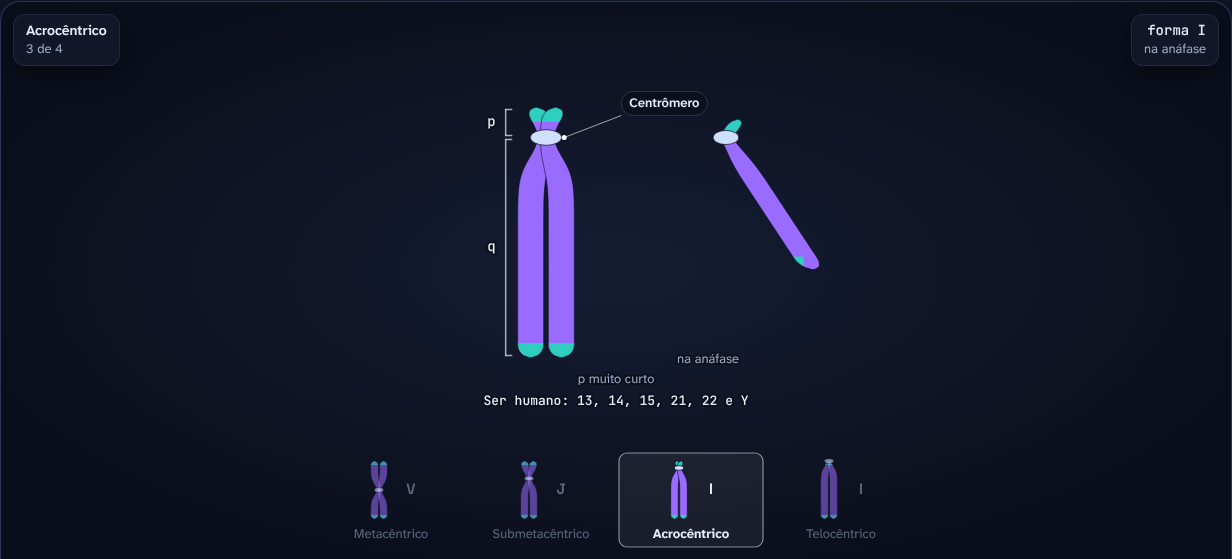 Acrocêntrico
3 de 4
forma I
na anáfase
Centrômero
p
q
na anáfase
p muito curto
Ser humano: 13, 14, 15, 21, 22 e Y
V
J
I
I
Metacêntrico
Submetacêntrico
Acrocêntrico
Telocêntrico